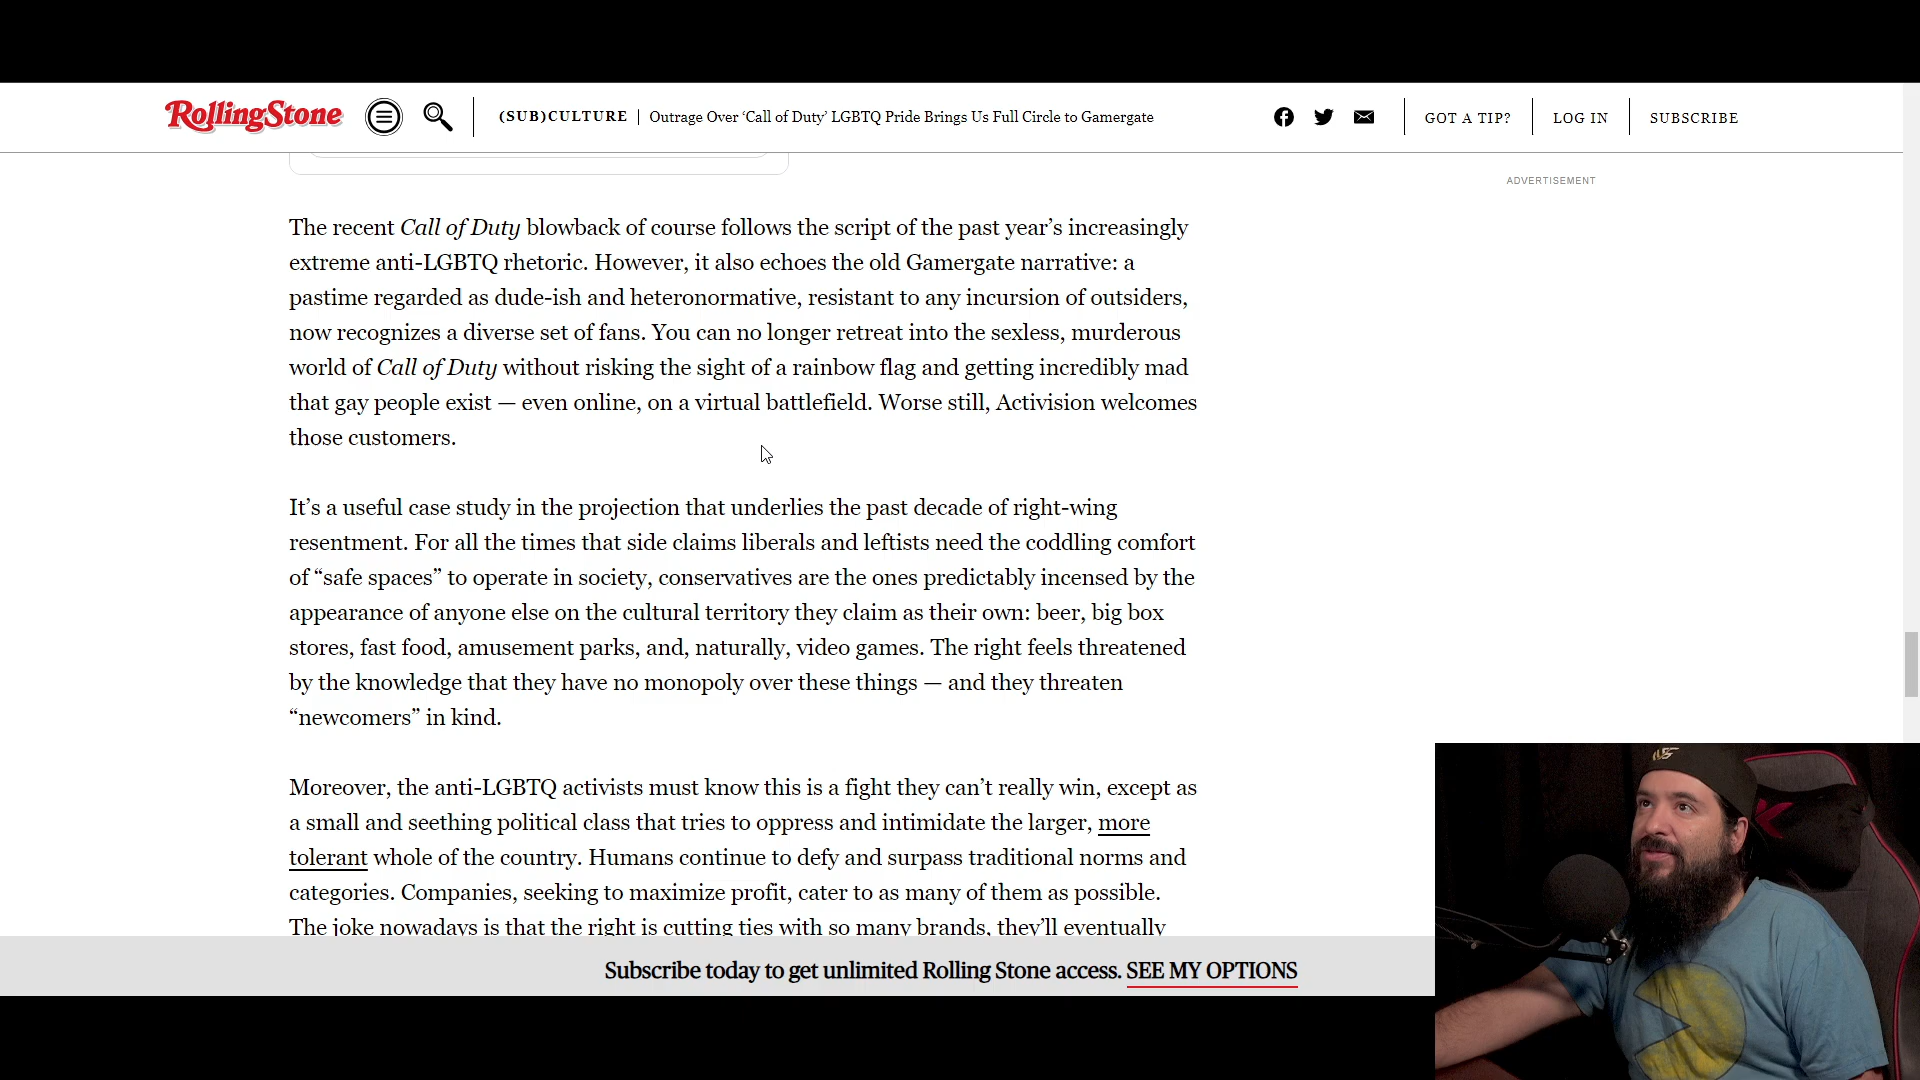 RollingStone
(SUB)CULTURE | Outrage Over ‘Call of Duty’ LGBTQ Pride Brings Us Full Circle to Gamergate
GOT A TIP?
LOG IN
SUBSCRIBE
ADVERTISEMENT
The recent Call of Duty blowback of course follows the script of the past year’s increasingly
extreme anti-LGBTQ rhetoric. However, it also echoes the old Gamergate narrative: a
pastime regarded as dude-ish and heteronormative, resistant to any incursion of outsiders,
now recognizes a diverse set of fans. You can no longer retreat into the sexless, murderous
world of Call of Duty without risking the sight of a rainbow flag and getting incredibly mad
that gay people exist — even online, on a virtual battlefield. Worse still, Activision welcomes
those customers.
It’s a useful case study in the projection that underlies the past decade of right-wing
resentment. For all the times that side claims liberals and leftists need the coddling comfort
of “safe spaces” to operate in society, conservatives are the ones predictably incensed by the
appearance of anyone else on the cultural territory they claim as their own: beer, big box
stores, fast food, amusement parks, and, naturally, video games. The right feels threatened
by the knowledge that they have no monopoly over these things — and they threaten
“newcomers” in kind.
Moreover, the anti-LGBTQ activists must know this is a fight they can’t really win, except as
a small and seething political class that tries to oppress and intimidate the larger, more
tolerant whole of the country. Humans continue to defy and surpass traditional norms and
categories. Companies, seeking to maximize profit, cater to as many of them as possible.
The joke nowadays is that the right is cutting ties with so many brands, they’ll eventually
Subscribe today to get unlimited Rolling Stone access. SEE MY OPTIONS